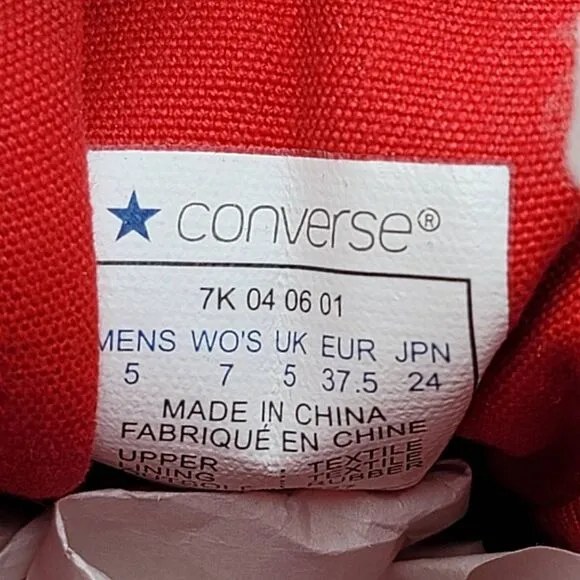 converse®
7K 04 06 01
MENS WO'S UK EUR JPN
5 7 5 37.5 24
MADE IN CHINA
FABRIQUÉ EN CHINE
UPPER : TEXTILE
LINING TEXTILE
RUBBER